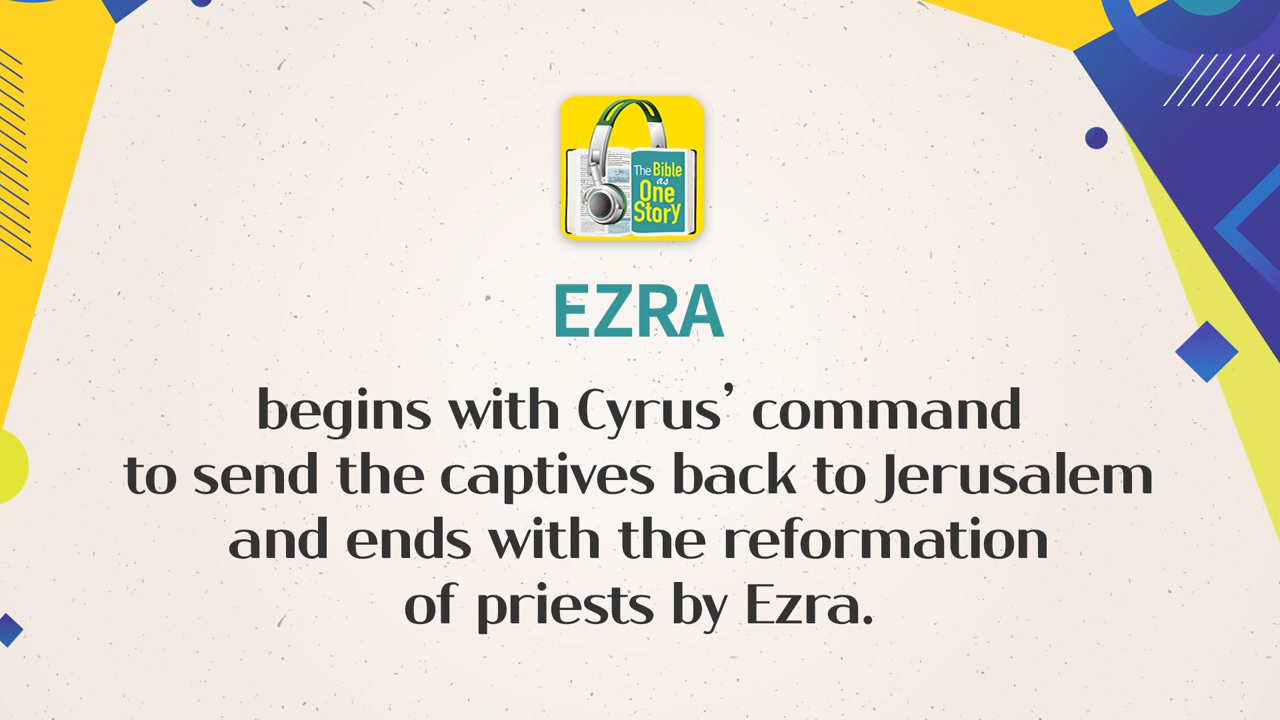 The Bible
as
One
Story
EZRA
begins with Cyrus’ command
to send the captives back to Jerusalem
and ends with the reformation
of priests by Ezra.